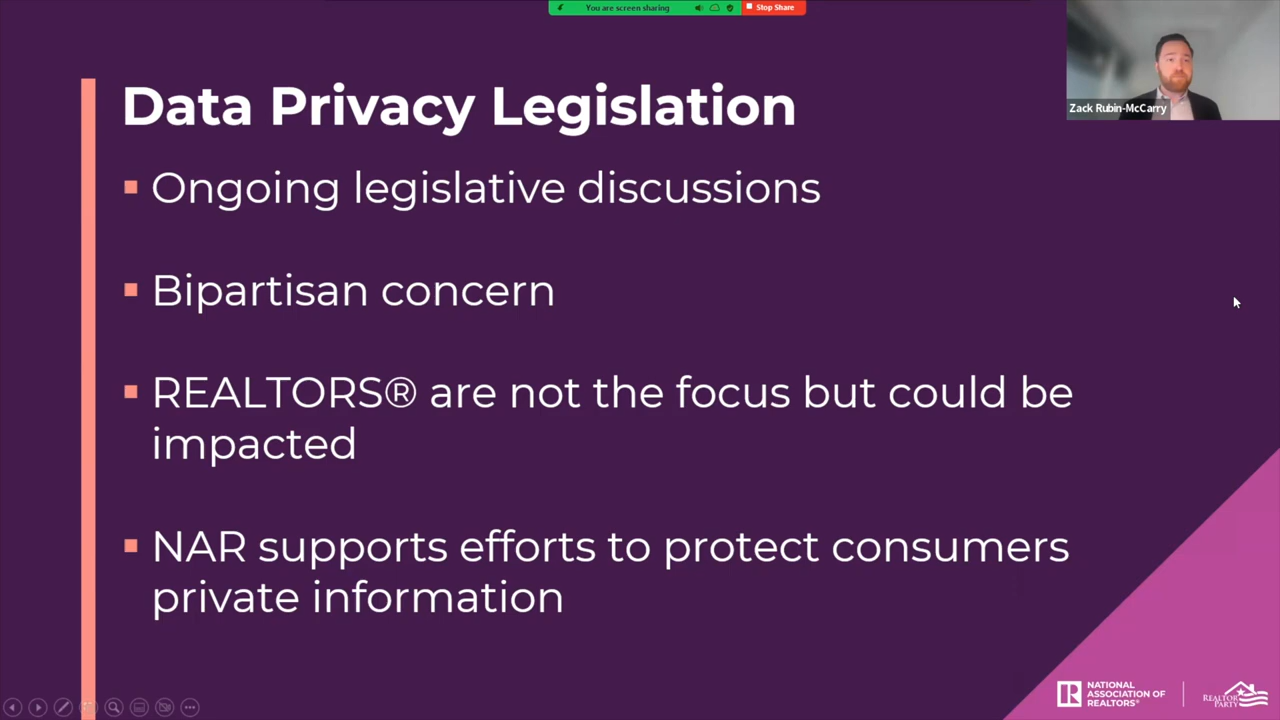 You are screen sharing
Stop Share
Zack Rubin-McCarry
Data Privacy Legislation
Ongoing legislative discussions
Bipartisan concern
REALTORS® are not the focus but could be
impacted
NAR supports efforts to protect consumers
private information
NATIONAL
ASSOCIATION OF
REALTORS®
REALTOR
PARTY